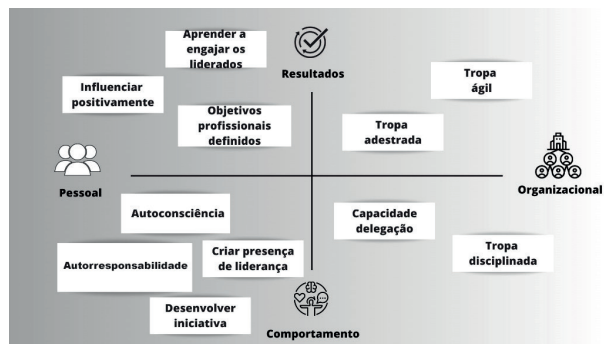 Aprender a
engajar os
liderados
Resultados
Influenciar
positivamente
Tropa
ágil
Objetivos
profissionais
definidos
Tropa
adestrada
Pessoal
Organizacional
Autoconsciência
Capacidade
delegação
Autorresponsabilidade
Criar presença
de liderança
Tropa
disciplinada
Desenvolver
iniciativa
Comportamento